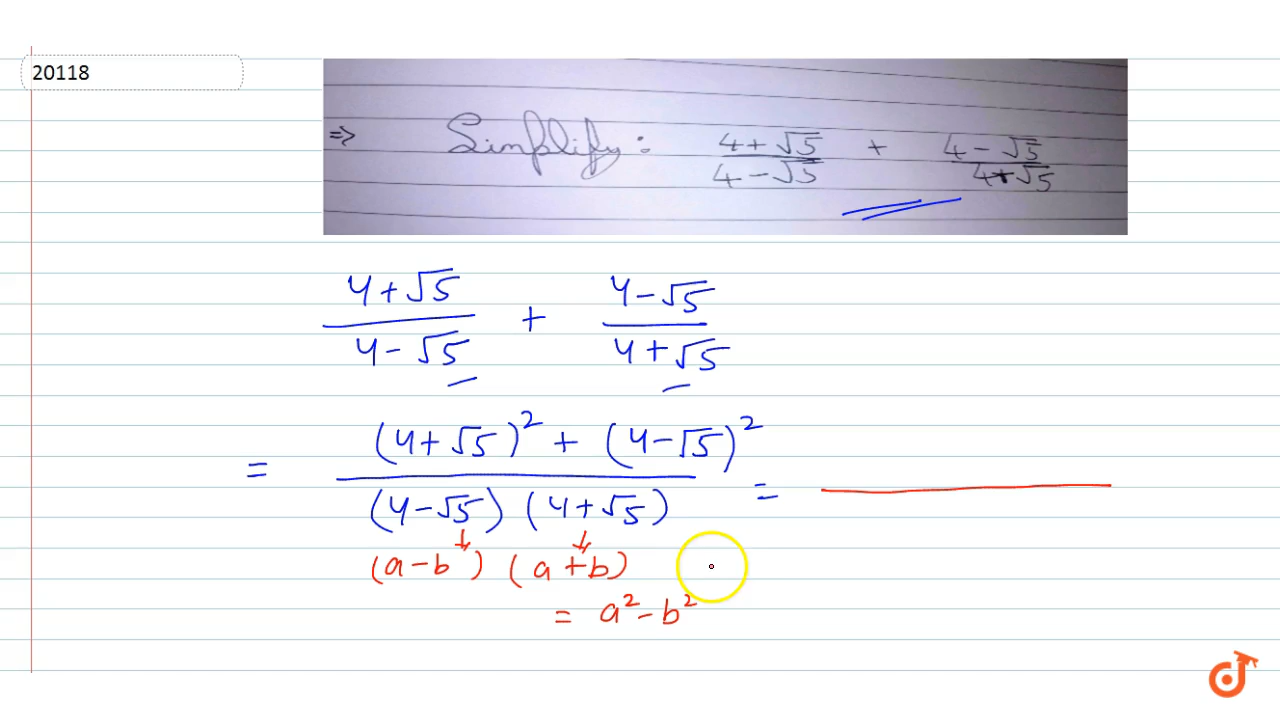 20118
⇒ Simplify: (4+√5)/(4-√5) + (4-√5)/(4+√5)
(4+√5)/(4-√5) + (4-√5)/(4+√5)
= ((4+√5)² + (4-√5)²)/((4-√5)(4+√5)) =
(a-b) (a+b)
= a²-b²